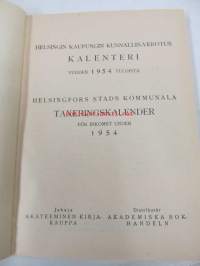 HELSINGIN KAUPUNGIN KUNNALLISVEROTUS
KALENTERI
VUODEN 1954 TULOISTA
HELSINGFORS STADS KOMMUNALA
TAXERINGSKALENDER
FÖR INKOMST UNDER
1954
Jakaja
AKATEEMINEN KIRJA-
KAUPPA
Distributör
AKADEMISKA BOK-
HANDELN